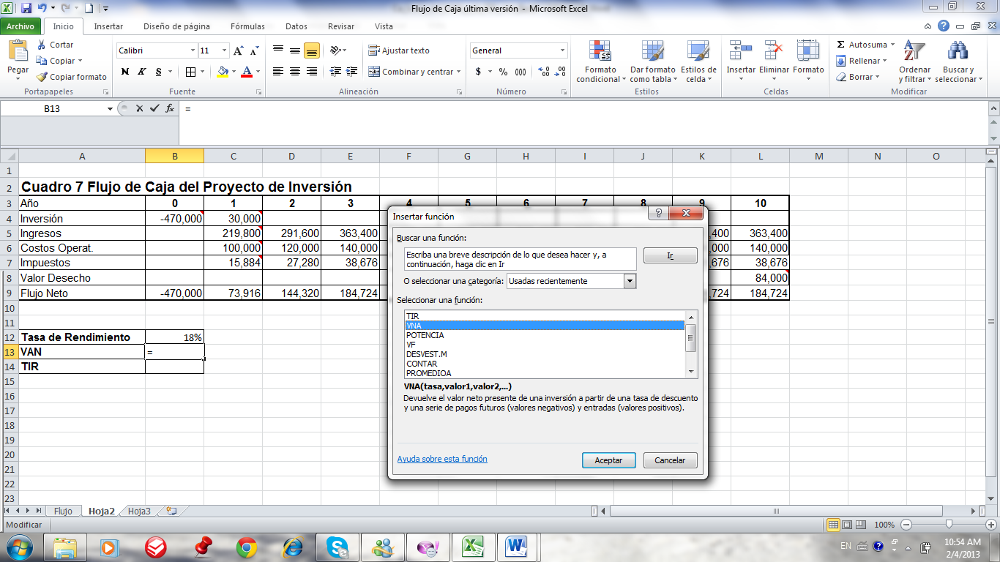 Flujo de Caja última versión - Microsoft Excel
Archivo Inicio Insertar Diseño de página Fórmulas Datos Revisar Vista
Pegar
Cortar
Copiar
Copiar formato
Portapapeles
Calibri 11
N K S
Fuente
Ajustar texto
Combinar y centrar
Alineación
General
$ % 000
Número
Formato condicional
Dar formato como tabla
Estilos de celda
Estilos
Insertar Eliminar Formato
Celdas
Autosuma
Rellenar
Borrar
Ordenar y filtrar
Buscar y seleccionar
Modificar
B13 fx =
A B C D E F G H I J K L M N O
1
2 Cuadro 7 Flujo de Caja del Proyecto de Inversión
3 Año 0 1 2 3 4 5 6 7 8 9 10
4 Inversión -470,000 30,000
5 Ingresos 219,800 291,600 363,400 ,400 363,400
6 Costos Operat. 100,000 120,000 140,000 ,000 140,000
7 Impuestos 15,884 27,280 38,676 ,676 38,676
8 Valor Desecho 84,000
9 Flujo Neto -470,000 73,916 144,320 184,724 ,724 184,724
10
11
12 Tasa de Rendimiento 18%
13 VAN =
14 TIR
15
16
17
18
19
20
21
22
23
Insertar función
Buscar una función:
Escriba una breve descripción de lo que desea hacer y, a
continuación, haga clic en Ir
Ir
O seleccionar una categoría: Usadas recientemente
Seleccionar una función:
TIR
VNA
POTENCIA
VF
DESVEST.M
CONTAR
PROMEDIOA
VNA(tasa,valor1,valor2,...)
Devuelve el valor neto presente de una inversión a partir de una tasa de descuento
y una serie de pagos futuros (valores negativos) y entradas (valores positivos).
Ayuda sobre esta función
Aceptar Cancelar
Flujo Hoja2 Hoja3
Modificar 100%
EN 10:54 AM
2/4/2013